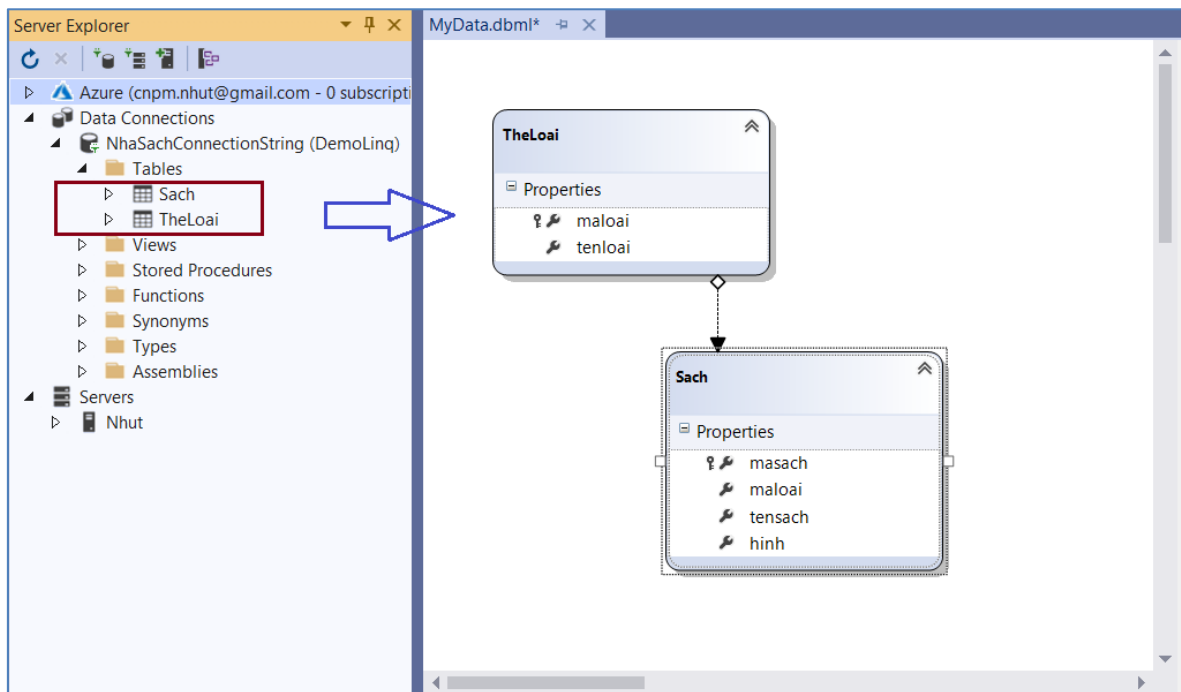 Server Explorer
Azure (cnpm.nhut@gmail.com - 0 subscripti
Data Connections
NhaSachConnectionString (DemoLinq)
Tables
Sach
TheLoai
Views
Stored Procedures
Functions
Synonyms
Types
Assemblies
Servers
Nhut
MyData.dbml*
TheLoai
Properties
maloai
tenloai
Sach
Properties
masach
maloai
tensach
hinh